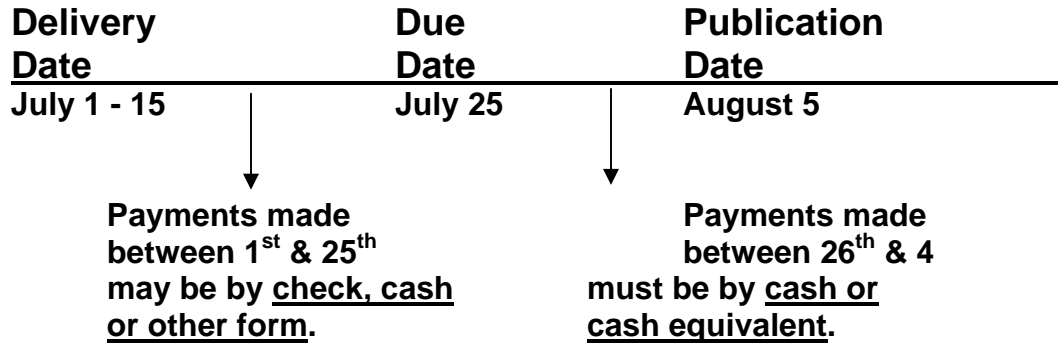 Delivery Due Publication
Date Date Date
July 1 - 15 July 25 August 5
Payments made Payments made
between 1st & 25th between 26th & 4
may be by check, cash must be by cash or
or other form. cash equivalent.